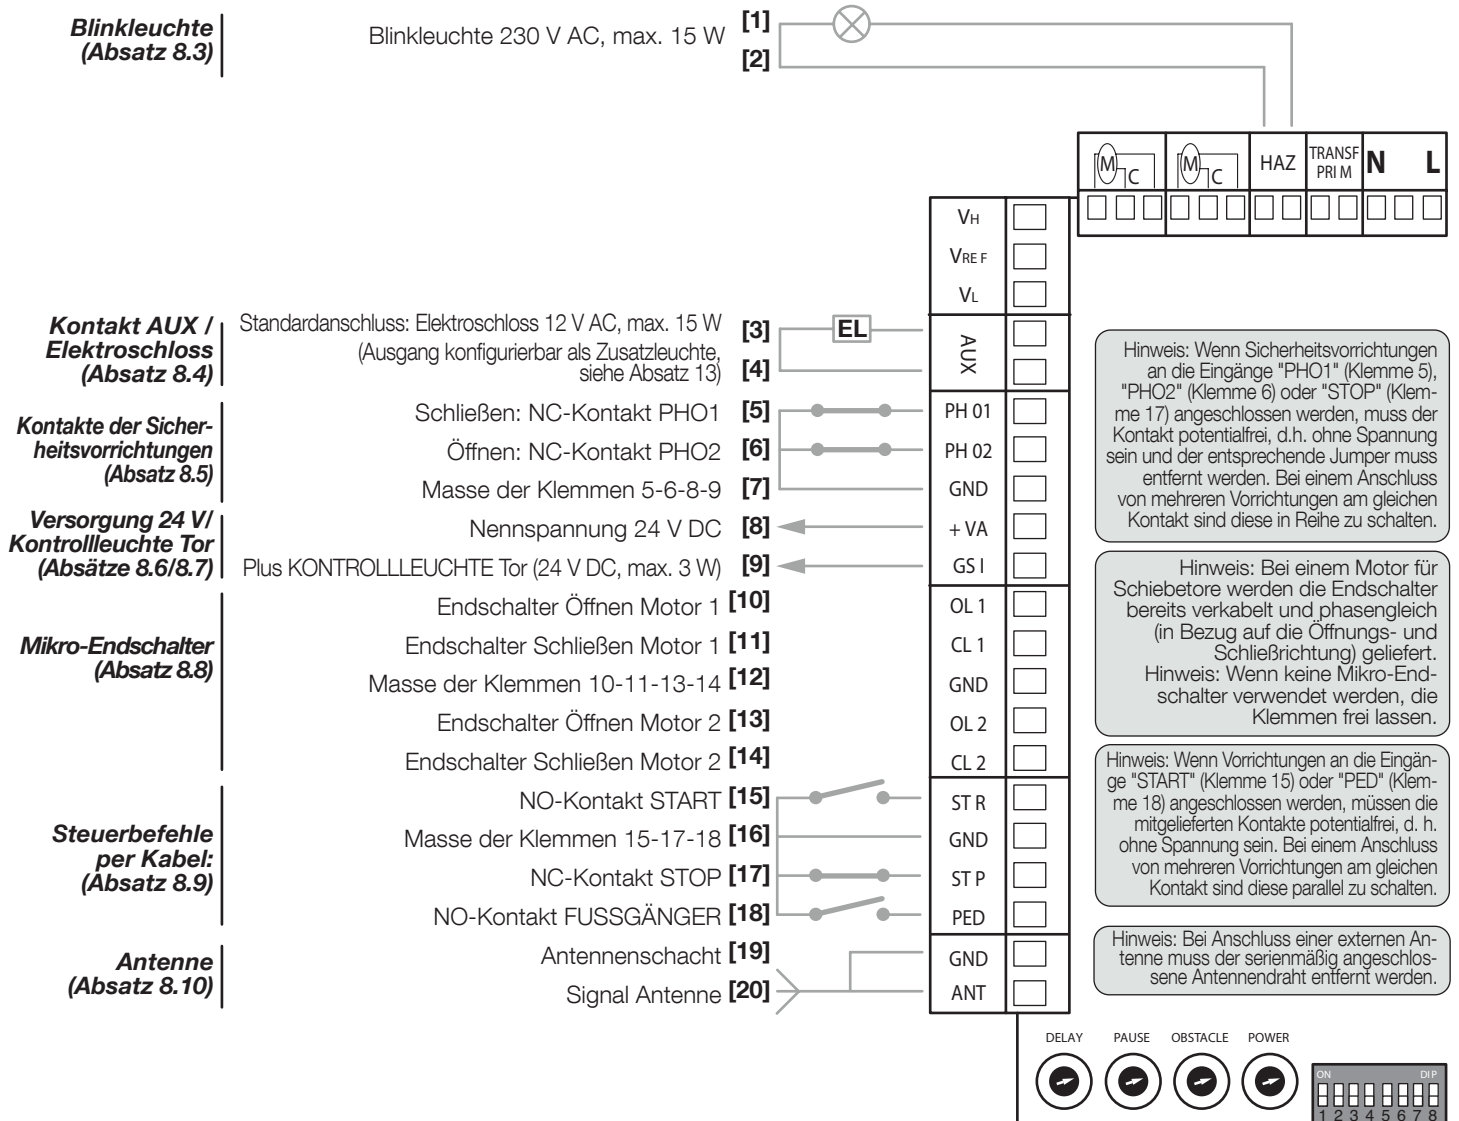 Blinkleuchte
(Absatz 8.3)
Blinkleuchte 230 V AC, max. 15 W
[1]
[2]
M C
M C
HAZ
TRANSF
PRI M
N L
VH
VRE F
VL
Kontakt AUX /
Elektroschloss
(Absatz 8.4)
Standardanschluss: Elektroschloss 12 V AC, max. 15 W [3]
(Ausgang konfigurierbar als Zusatzleuchte,
siehe Absatz 13) [4]
EL
AUX
Kontakte der Sicher-
heitsvorrichtungen
(Absatz 8.5)
Schließen: NC-Kontakt PHO1 [5] PH 01
Öffnen: NC-Kontakt PHO2 [6] PH 02
Masse der Klemmen 5-6-8-9 [7] GND
Versorgung 24 V/
Kontrollleuchte Tor
(Absätze 8.6/8.7)
Nennspannung 24 V DC [8] + VA
Plus KONTROLLLEUCHTE Tor (24 V DC, max. 3 W) [9] GS I
Mikro-Endschalter
(Absatz 8.8)
Endschalter Öffnen Motor 1 [10] OL 1
Endschalter Schließen Motor 1 [11] CL 1
Masse der Klemmen 10-11-13-14 [12] GND
Endschalter Öffnen Motor 2 [13] OL 2
Endschalter Schließen Motor 2 [14] CL 2
Steuerbefehle
per Kabel:
(Absatz 8.9)
NO-Kontakt START [15] ST R
Masse der Klemmen 15-17-18 [16] GND
NC-Kontakt STOP [17] ST P
NO-Kontakt FUSSGÄNGER [18] PED
Antenne
(Absatz 8.10)
Antennenschacht [19] GND
Signal Antenne [20] ANT
Hinweis: Wenn Sicherheitsvorrichtungen
an die Eingänge "PHO1" (Klemme 5),
"PHO2" (Klemme 6) oder "STOP" (Klem-
me 17) angeschlossen werden, muss der
Kontakt potentialfrei, d.h. ohne Spannung
sein und der entsprechende Jumper muss
entfernt werden. Bei einem Anschluss
von mehreren Vorrichtungen am gleichen
Kontakt sind diese in Reihe zu schalten.
Hinweis: Bei einem Motor für
Schiebetore werden die Endschalter
bereits verkabelt und phasengleich
(in Bezug auf die Öffnungs- und
Schließrichtung) geliefert.
Hinweis: Wenn keine Mikro-End-
schalter verwendet werden, die
Klemmen frei lassen.
Hinweis: Wenn Vorrichtungen an die Eingän-
ge "START" (Klemme 15) oder "PED" (Klem-
me 18) angeschlossen werden, müssen die
mitgelieferten Kontakte potentialfrei, d. h.
ohne Spannung sein. Bei einem Anschluss
von mehreren Vorrichtungen am gleichen
Kontakt sind diese parallel zu schalten.
Hinweis: Bei Anschluss einer externen An-
tenne muss der serienmäßig angeschlos-
sene Antennendraht entfernt werden.
DELAY PAUSE OBSTACLE POWER
ON DIP
1 2 3 4 5 6 7 8